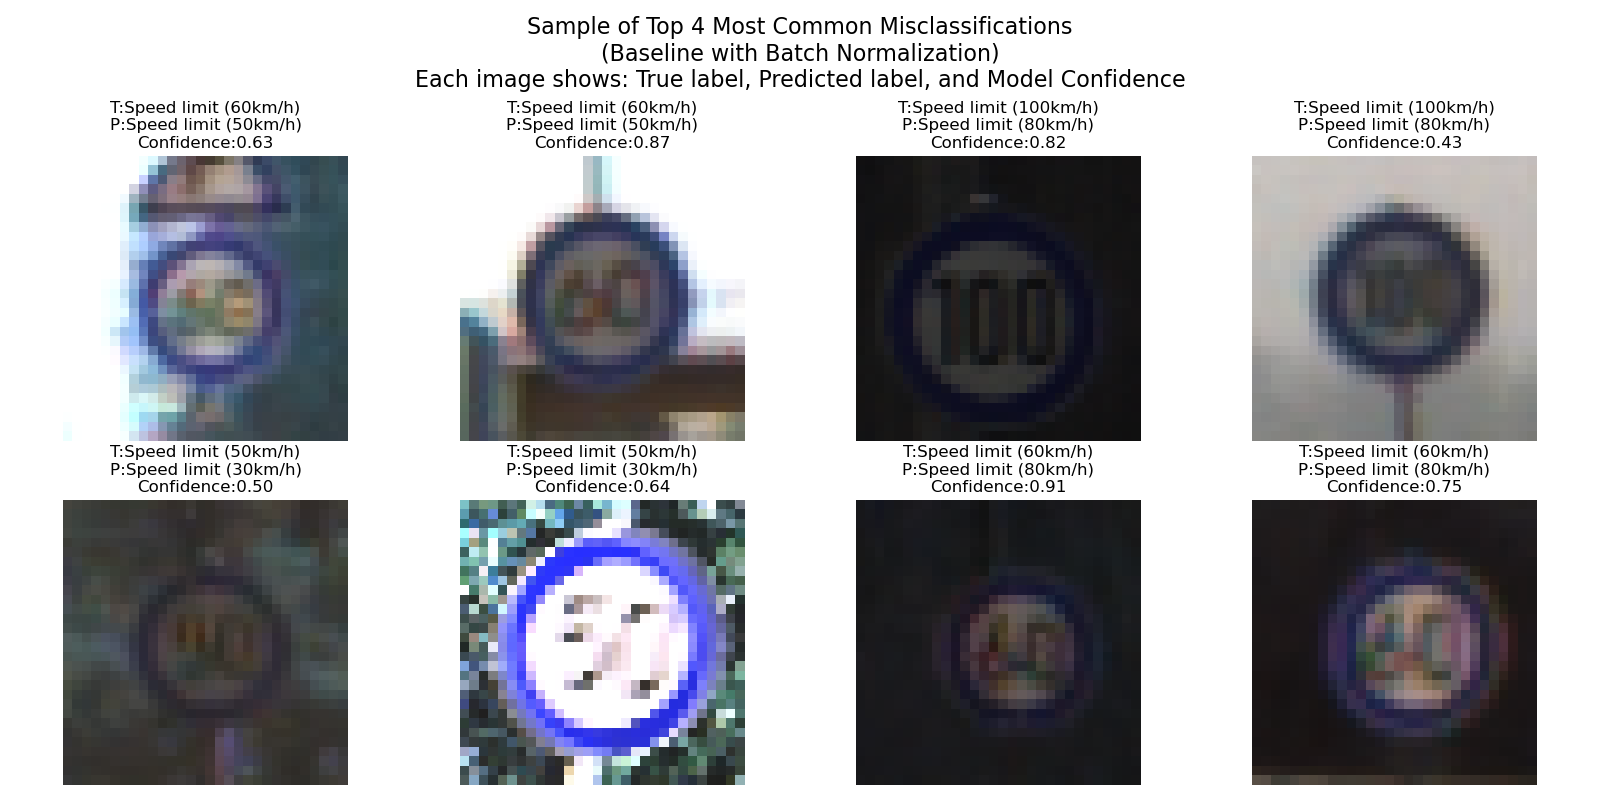 Sample of Top 4 Most Common Misclassifications
(Baseline with Batch Normalization)
Each image shows: True label, Predicted label, and Model Confidence
T:Speed limit (60km/h)
P:Speed limit (50km/h)
Confidence:0.63
T:Speed limit (60km/h)
P:Speed limit (50km/h)
Confidence:0.87
T:Speed limit (100km/h)
P:Speed limit (80km/h)
Confidence:0.82
T:Speed limit (100km/h)
P:Speed limit (80km/h)
Confidence:0.43
100
T:Speed limit (50km/h)
P:Speed limit (30km/h)
Confidence:0.50
T:Speed limit (50km/h)
P:Speed limit (30km/h)
Confidence:0.64
T:Speed limit (60km/h)
P:Speed limit (80km/h)
Confidence:0.91
T:Speed limit (60km/h)
P:Speed limit (80km/h)
Confidence:0.75